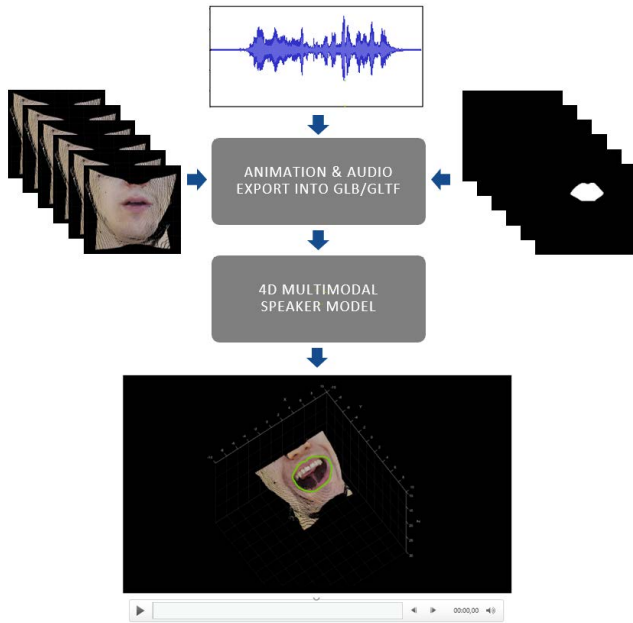 ANIMATION & AUDIO
EXPORT INTO GLB/GLTF
4D MULTIMODAL
SPEAKER MODEL
00:00,00